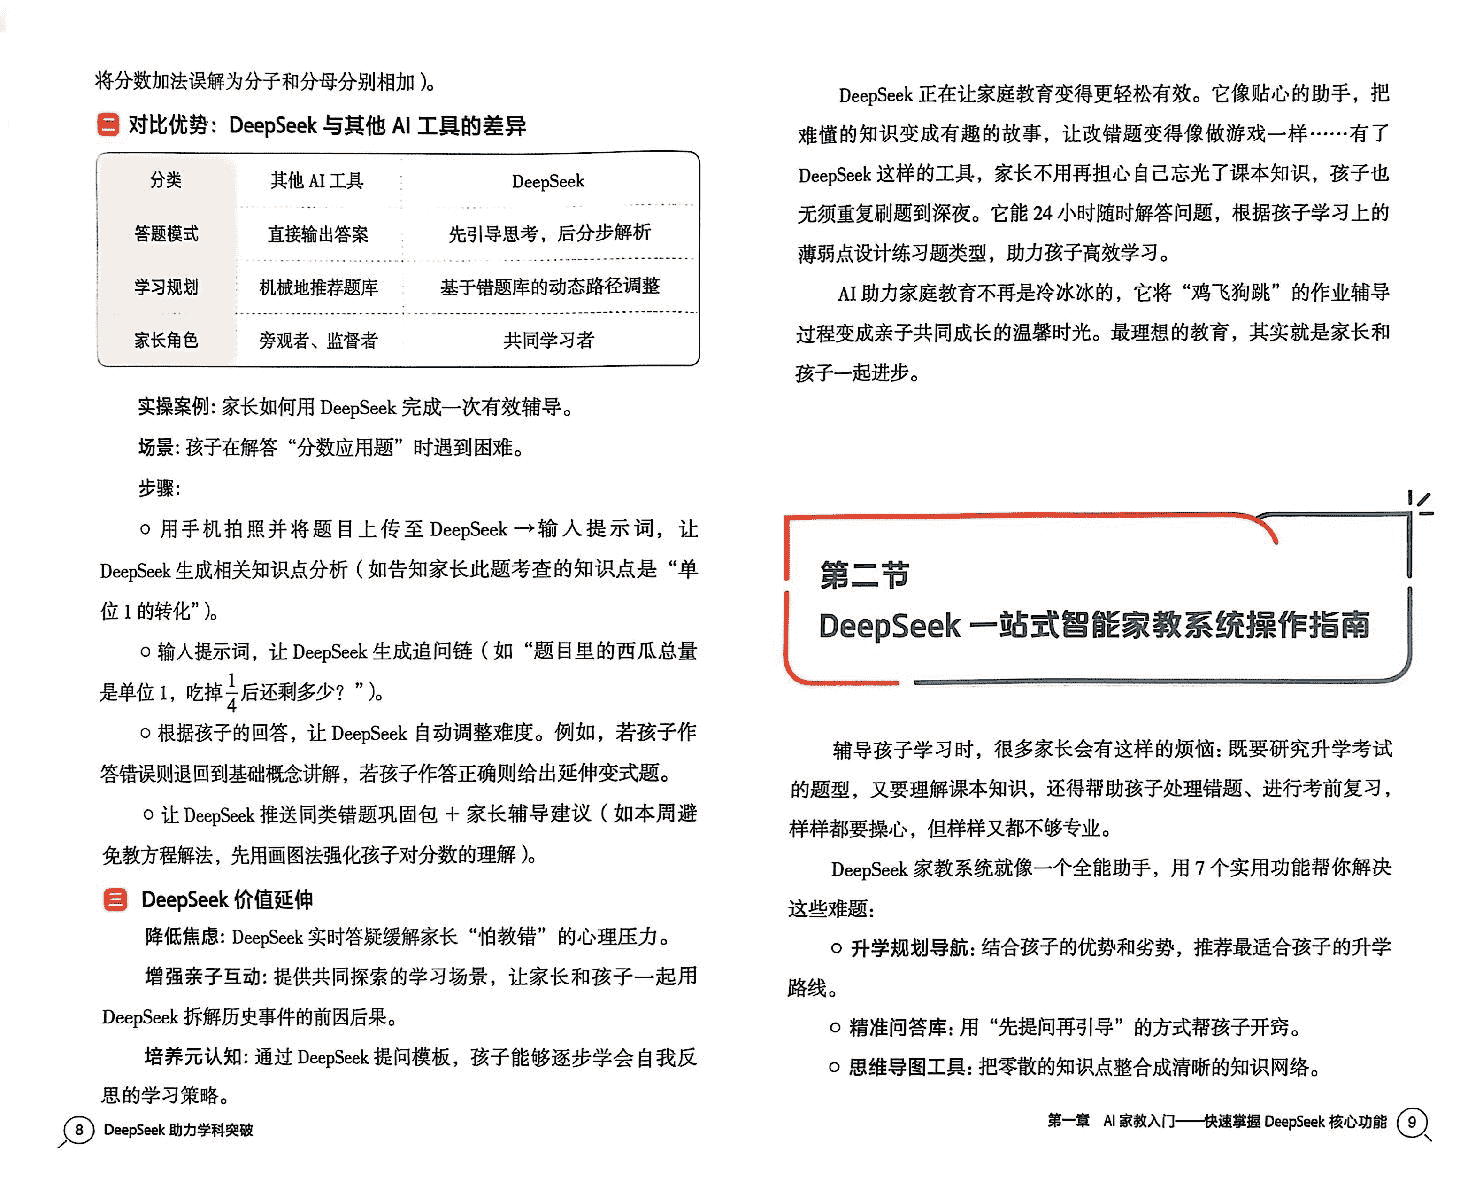 将分数加法误解为分子和分母分别相加）。
二 对比优势：DeepSeek 与其他 AI 工具的差异
分类 其他 AI 工具 DeepSeek
答题模式 直接输出答案 先引导思考，后分步解析
学习规划 机械地推荐题库 基于错题库的动态路径调整
家长角色 旁观者、监督者 共同学习者
实操案例：家长如何用 DeepSeek 完成一次有效辅导。
场景：孩子在解答“分数应用题”时遇到困难。
步骤：
○ 用手机拍照并将题目上传至 DeepSeek →输入提示词，让
DeepSeek 生成相关知识点分析（如告知家长此题考查的知识点是“单
位 1 的转化”）。
○ 输入提示词，让 DeepSeek 生成追问链（如“题目里的西瓜总量
是单位 1，吃掉 1/4 后还剩多少？”）。
○ 根据孩子的回答，让 DeepSeek 自动调整难度。例如，若孩子作
答错误则退回到基础概念讲解，若孩子作答正确则给出延伸变式题。
○ 让 DeepSeek 推送同类错题巩固包 + 家长辅导建议（如本周避
免教方程解法，先用画图法强化孩子对分数的理解）。
三 DeepSeek 价值延伸
降低焦虑：DeepSeek 实时答疑缓解家长“怕教错”的心理压力。
增强亲子互动：提供共同探索的学习场景，让家长和孩子一起用
DeepSeek 拆解历史事件的前因后果。
培养元认知：通过 DeepSeek 提问模板，孩子能够逐步学会自我反
思的学习策略。
8 DeepSeek 助力学科突破
DeepSeek 正在让家庭教育变得更轻松有效。它像贴心的助手，把
难懂的知识变成有趣的故事，让改错题变得像做游戏一样……有了
DeepSeek 这样的工具，家长不用再担心自己忘光了课本知识，孩子也
无须重复刷题到深夜。它能 24 小时随时解答问题，根据孩子学习上的
薄弱点设计练习题类型，助力孩子高效学习。
AI 助力家庭教育不再是冷冰冰的，它将“鸡飞狗跳”的作业辅导
过程变成亲子共同成长的温馨时光。最理想的教育，其实就是家长和
孩子一起进步。
第二节
DeepSeek 一站式智能家教系统操作指南
辅导孩子学习时，很多家长会有这样的烦恼：既要研究升学考试
的题型，又要理解课本知识，还得帮助孩子处理错题、进行考前复习，
样样都要操心，但样样又都不够专业。
DeepSeek 家教系统就像一个全能助手，用 7 个实用功能帮你解决
这些难题：
○ 升学规划导航：结合孩子的优势和劣势，推荐最适合孩子的升学
路线。
○ 精准问答库：用“先提问再引导”的方式帮孩子开窍。
○ 思维导图工具：把零散的知识点整合成清晰的知识网络。
第一章 AI 家教入门——快速掌握 DeepSeek 核心功能 9